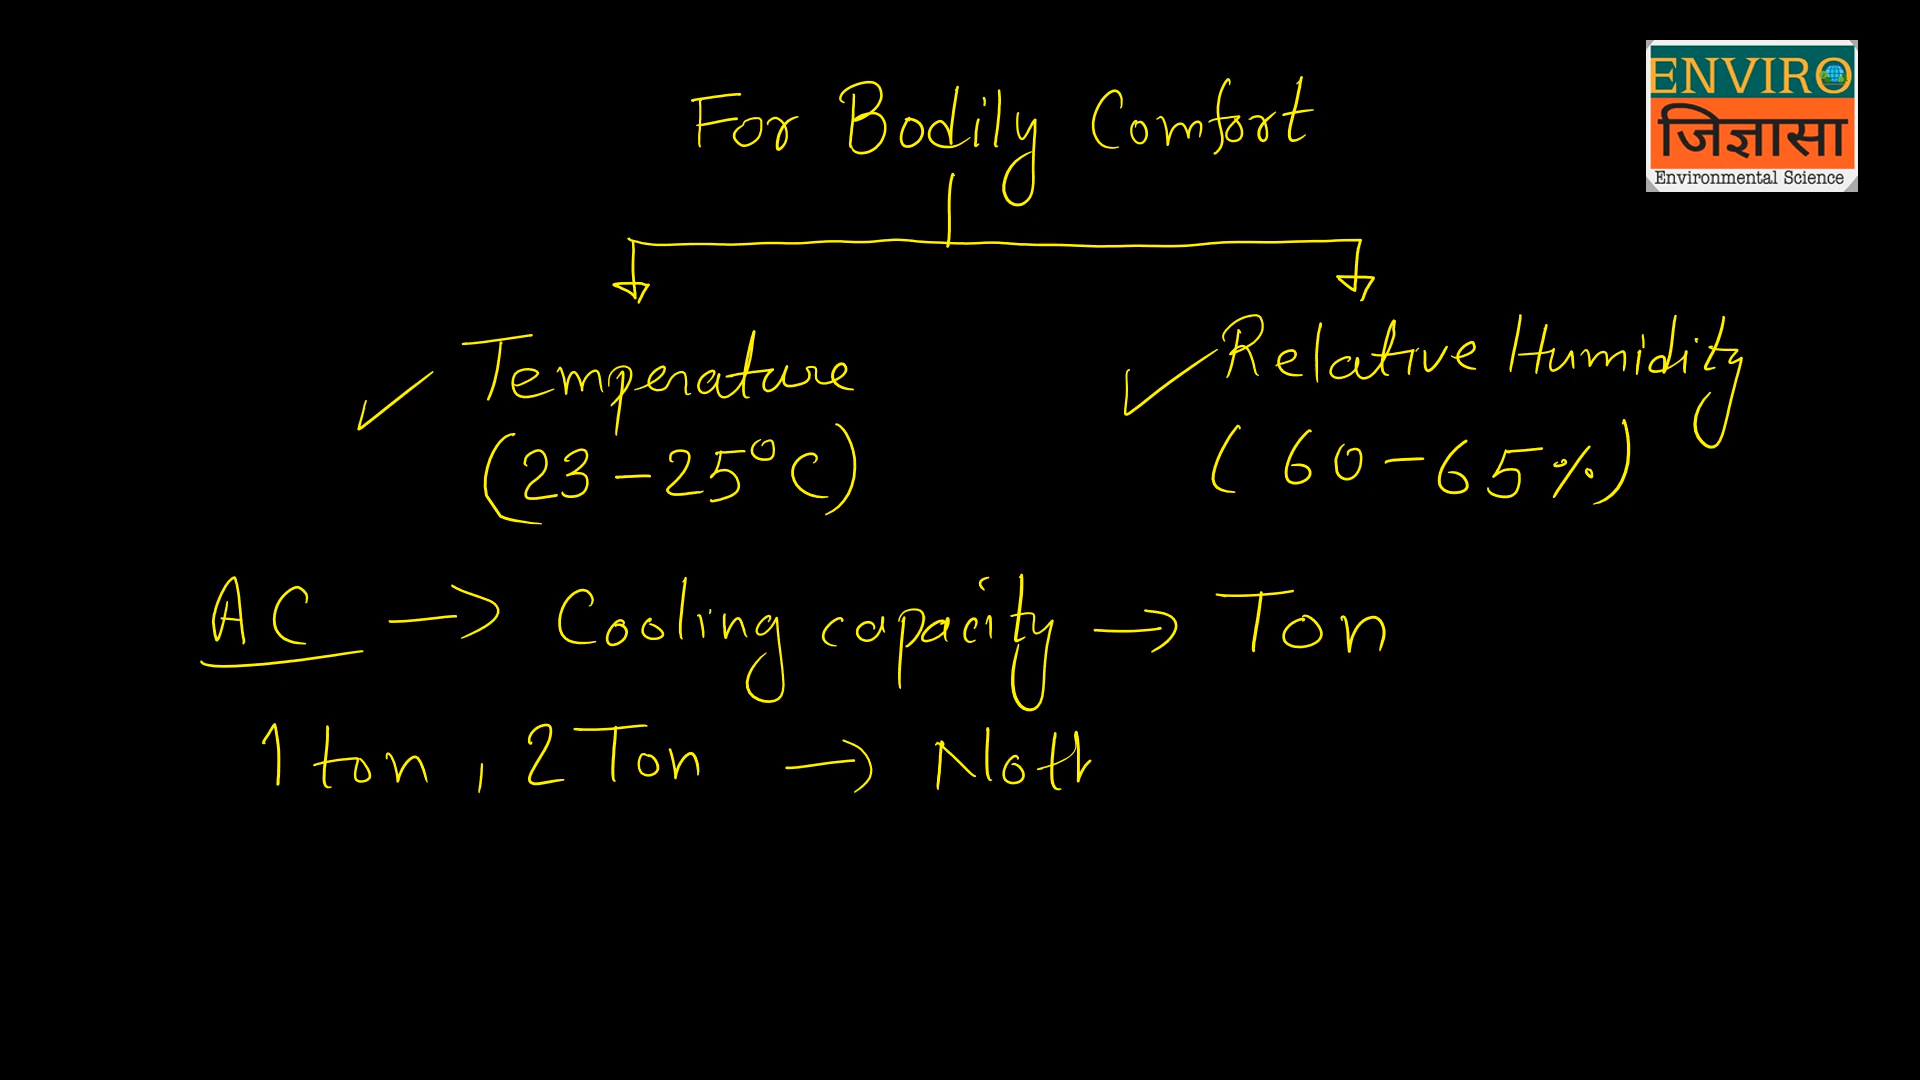 For Bodily Comfort
ENVIRO
जिज्ञासा
Environmental Science
Temperature
(23-25°C)
Relative Humidity
(60-65%)
AC → Cooling capacity → Ton
1 ton, 2 Ton → Noth